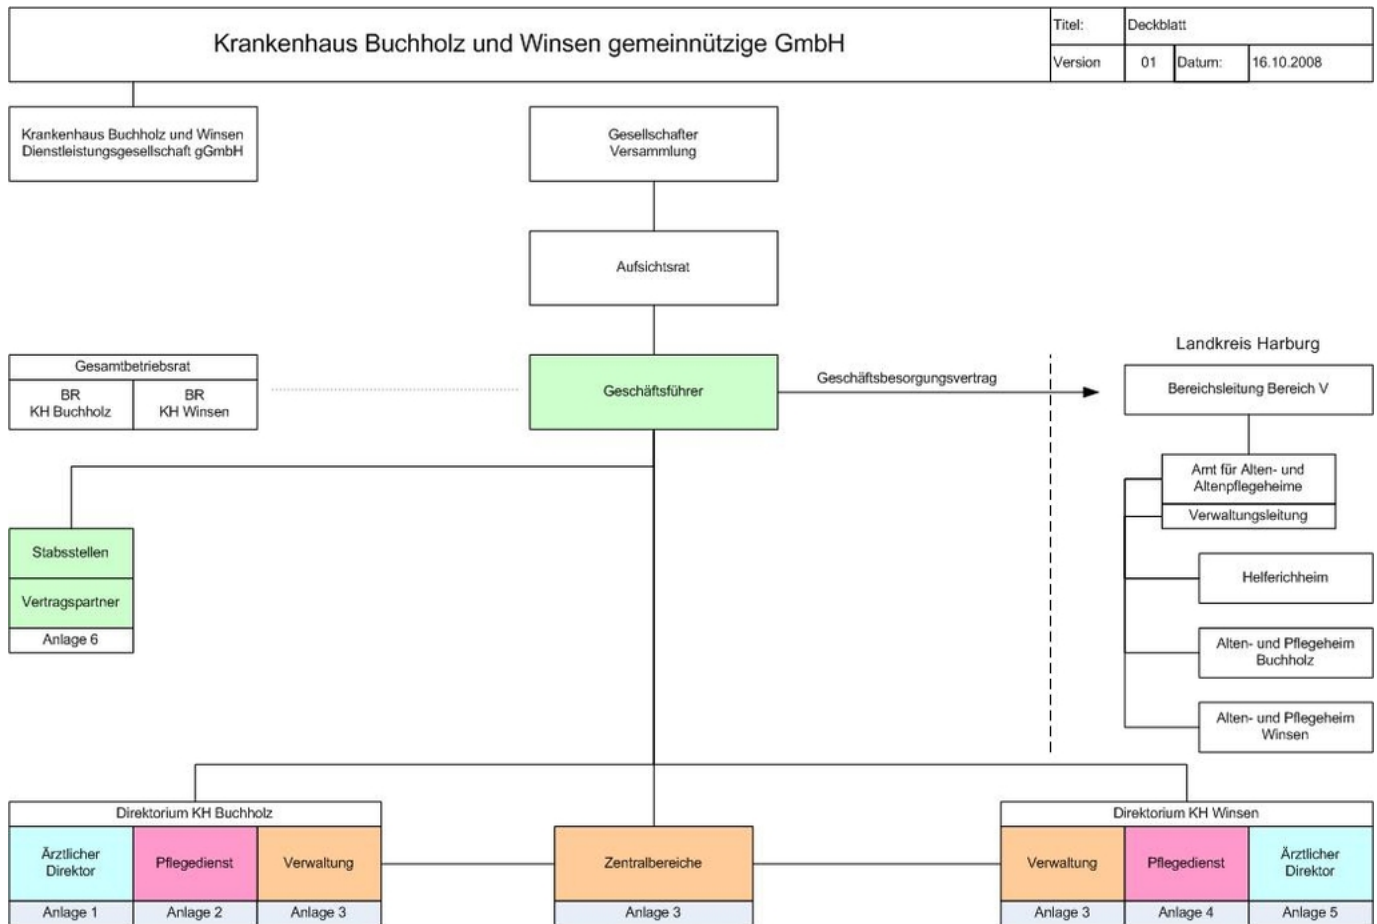 Krankenhaus Buchholz und Winsen gemeinnützige GmbH
Titel: Deckblatt
Version 01 Datum: 16.10.2008
Krankenhaus Buchholz und Winsen
Dienstleistungsgesellschaft gGmbH
Gesellschafter
Versammlung
Aufsichtsrat
Gesamtbetriebsrat
BR
KH Buchholz
BR
KH Winsen
Geschäftsführer
Geschäftsbesorgungsvertrag
Landkreis Harburg
Bereichsleitung Bereich V
Amt für Alten- und
Altenpflegeheime
Verwaltungsleitung
Helferichheim
Alten- und Pflegeheim
Buchholz
Alten- und Pflegeheim
Winsen
Stabsstellen
Vertragspartner
Anlage 6
Direktorium KH Buchholz
Ärztlicher
Direktor
Pflegedienst
Verwaltung
Anlage 1
Anlage 2
Anlage 3
Zentralbereiche
Anlage 3
Direktorium KH Winsen
Verwaltung
Pflegedienst
Ärztlicher
Direktor
Anlage 3
Anlage 4
Anlage 5